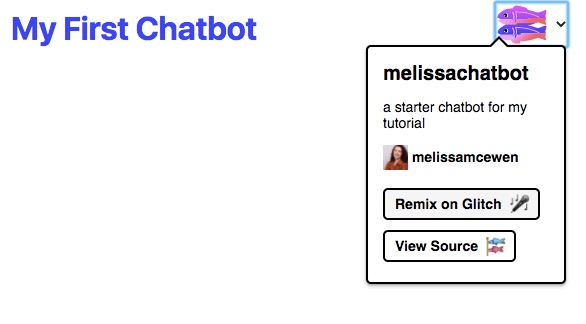 My First Chatbot
melissachatbot
a starter chatbot for my
tutorial
melissamcewen
Remix on Glitch
View Source